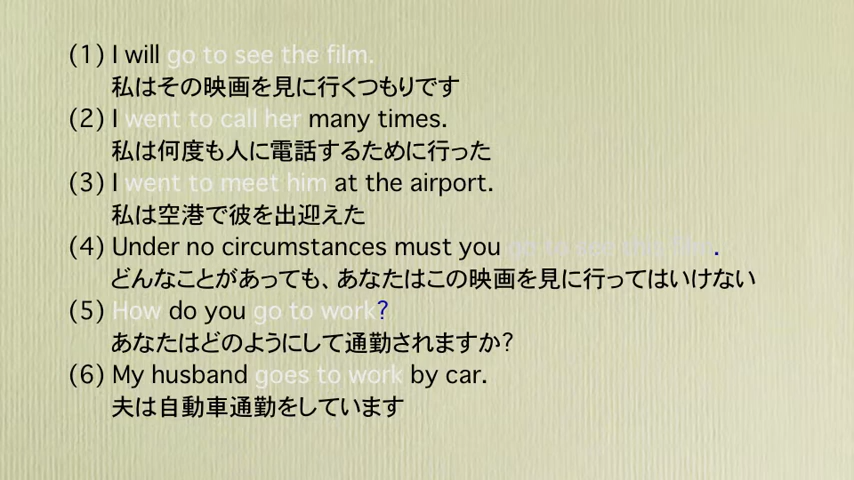 (1) I will go to see the film.
私はその映画を見に行くつもりです
(2) I went to call her many times.
私は何度も人に電話するために行った
(3) I went to meet him at the airport.
私は空港で彼を出迎えた
(4) Under no circumstances must you go to see this film.
どんなことがあっても、あなたはこの映画を見に行ってはいけない
(5) How do you go to work?
あなたはどのようにして通勤されますか?
(6) My husband goes to work by car.
夫は自動車通勤をしています